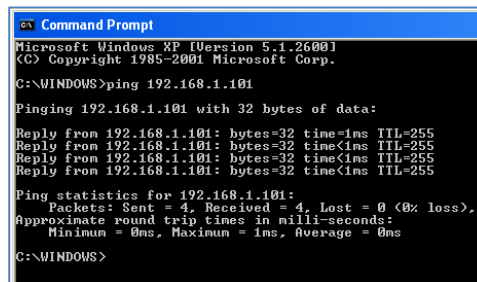 Command Prompt
Microsoft Windows XP [Version 5.1.2600]
(C) Copyright 1985-2001 Microsoft Corp.
C:\WINDOWS>ping 192.168.1.101
Pinging 192.168.1.101 with 32 bytes of data:
Reply from 192.168.1.101: bytes=32 time=1ms TTL=255
Reply from 192.168.1.101: bytes=32 time<1ms TTL=255
Reply from 192.168.1.101: bytes=32 time<1ms TTL=255
Reply from 192.168.1.101: bytes=32 time<1ms TTL=255
Ping statistics for 192.168.1.101:
Packets: Sent = 4, Received = 4, Lost = 0 (0% loss),
Approximate round trip times in milli-seconds:
Minimum = 0ms, Maximum = 1ms, Average = 0ms
C:\WINDOWS>